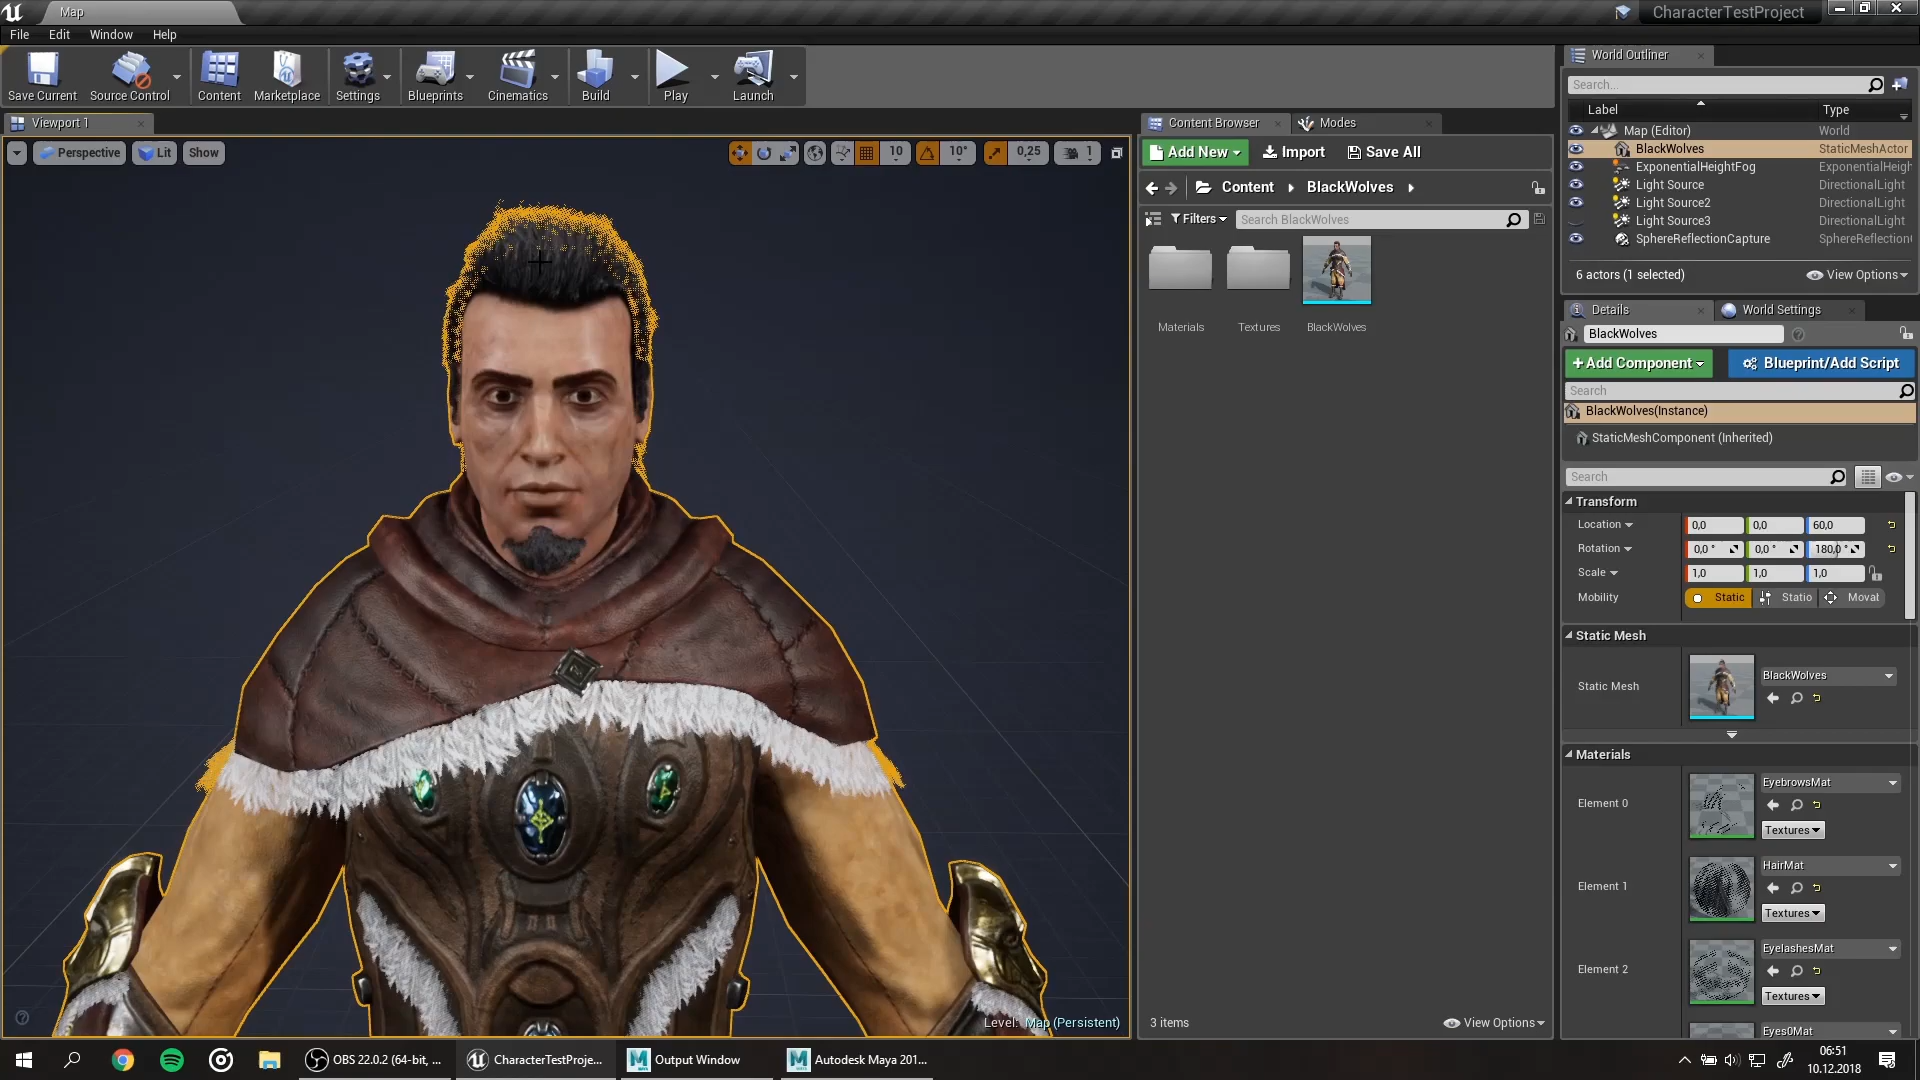 Map
CharacterTestProject
File Edit Window Help
Save Current Source Control Content Marketplace Settings Blueprints Cinematics Build Play Launch
Viewport 1
Perspective Lit Show 10 10° 0,25 1
Level: Map (Persistent)
Content Browser Modes
Add New Import Save All
Content BlackWolves
Filters Search BlackWolves
Materials Textures BlackWolves
3 items View Options
World Outliner
Search...
Label Type
Map (Editor) World
BlackWolves StaticMeshActor
ExponentialHeightFog ExponentialHeigh
Light Source DirectionalLight
Light Source2 DirectionalLight
Light Source3 DirectionalLight
SphereReflectionCapture SphereReflection
6 actors (1 selected) View Options
Details World Settings
BlackWolves
+Add Component Blueprint/Add Script
Search
BlackWolves(Instance)
StaticMeshComponent (Inherited)
Search
Transform
Location 0,0 0,0 60,0
Rotation 0,0 ° 0,0 ° 180,0 °
Scale 1,0 1,0 1,0
Mobility Static Statio Movab
Static Mesh
Static Mesh BlackWolves
Materials
Element 0 EyebrowsMat
Textures
Element 1 HairMat
Textures
Element 2 EyelashesMat
Textures
Eyes0Mat
OBS 22.0.2 (64-bit, ... CharacterTestProje... Output Window Autodesk Maya 201...
06:51
10.12.2018